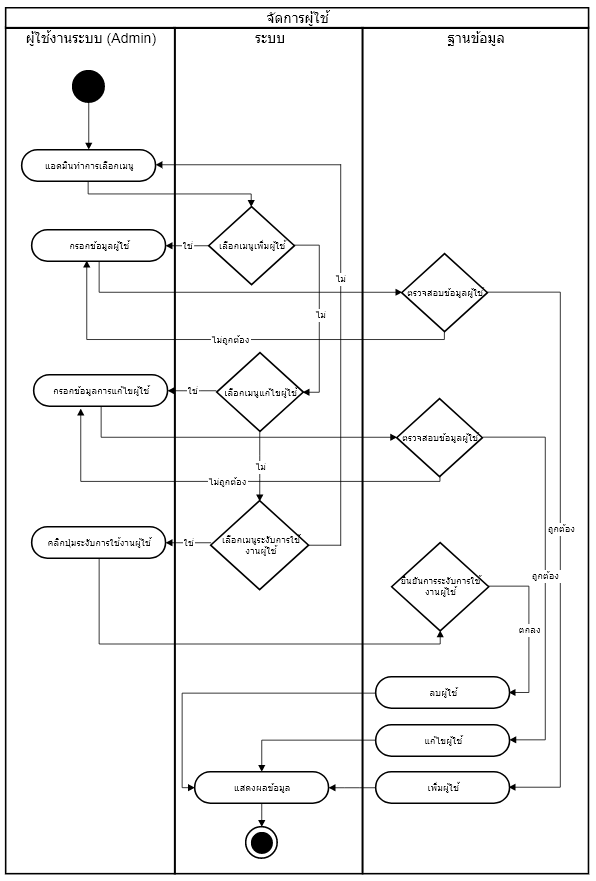 จัดการผู้ใช้
ผู้ใช้งานระบบ (Admin)
ระบบ
ฐานข้อมูล
แอดมินทำการเลือกเมนู
เลือกเมนูเพิ่มผู้ใช้
ใช่
กรอกข้อมูลผู้ใช้
ไม่
ตรวจสอบข้อมูลผู้ใช้
ไม่
ไม่ถูกต้อง
กรอกข้อมูลการแก้ไขผู้ใช้
ใช่
เลือกเมนูแก้ไขผู้ใช้
ตรวจสอบข้อมูลผู้ใช้
ไม่
ไม่ถูกต้อง
ถูกต้อง
คลิกปุ่มระงับการใช้งานผู้ใช้
ใช่
เลือกเมนูระงับการใช้
งานผู้ใช้
ยืนยันการระงับการใช้
งานผู้ใช้
ถูกต้อง
ตกลง
ลบผู้ใช้
แก้ไขผู้ใช้
แสดงผลข้อมูล
เพิ่มผู้ใช้